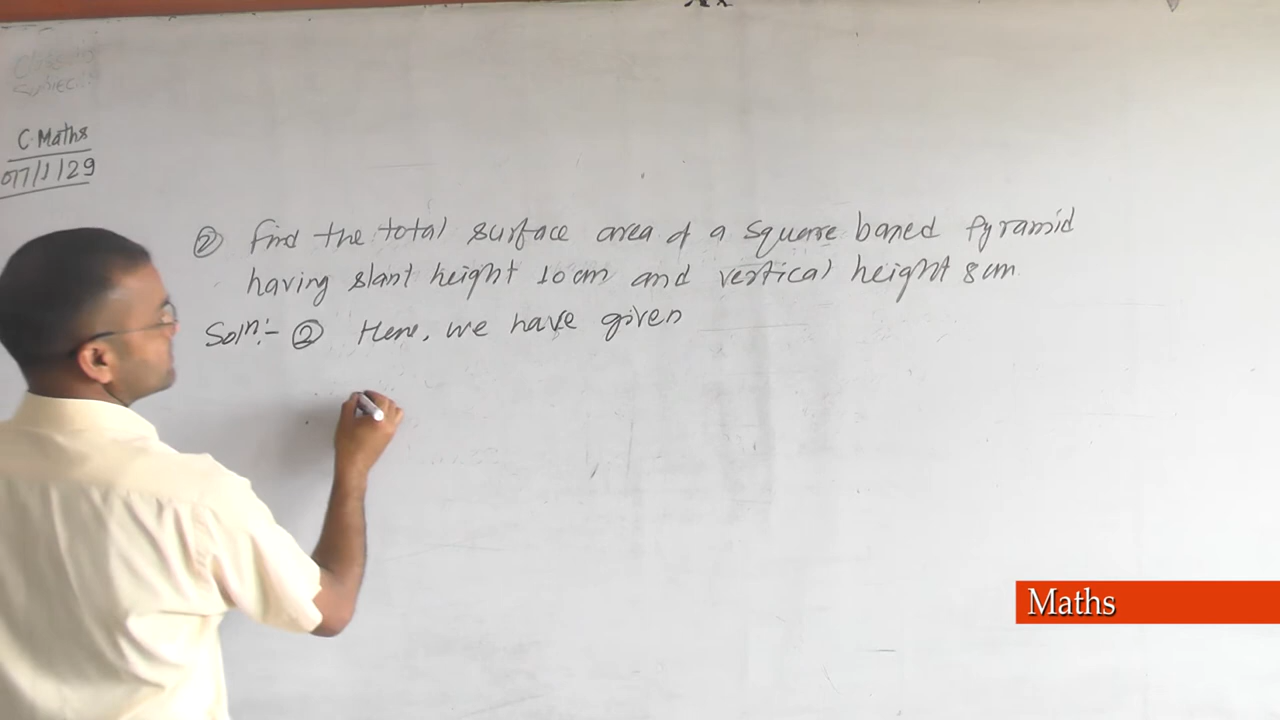 C. Maths
077/1/29
② Find the total surface area of a square based pyramid
having slant height 10cm and vertical height 8cm.
Soln:- ② Here, we have given
Maths